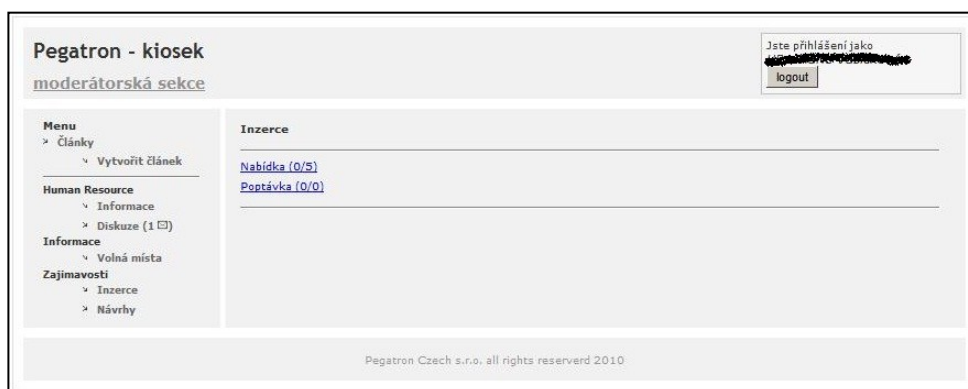 Pegatron - kiosek
moderátorská sekce
Jste přihlášení jako
logout
Menu
Články
Vytvořit článek
Human Resource
Informace
Diskuze (1 )
Informace
Volná místa
Zajimavosti
Inzerce
Návrhy
Inzerce
Nabídka (0/5)
Poptávka (0/0)
Pegatron Czech s.r.o. all rights reserverd 2010